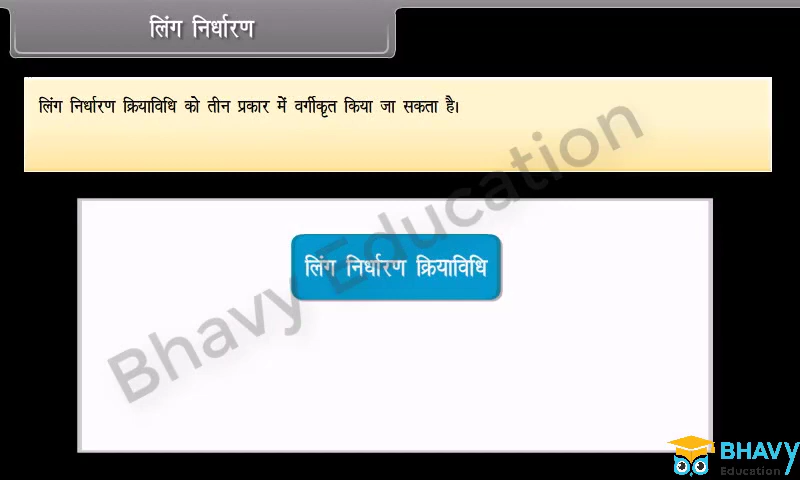 लिंग निर्धारण
लिंग निर्धारण क्रियाविधि को तीन प्रकार में वर्गीकृत किया जा सकता है।
लिंग निर्धारण क्रियाविधि
Bhavy Education
BHAVY
Education